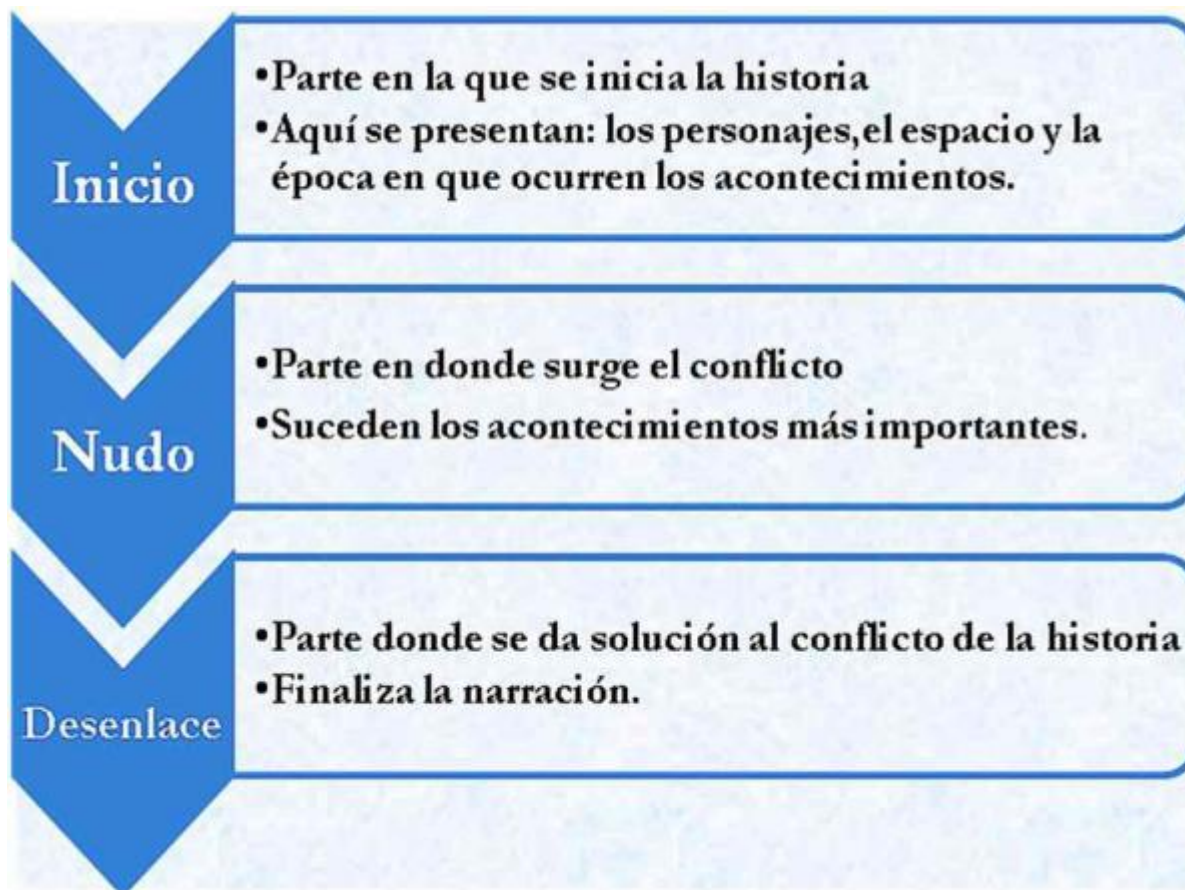 Inicio
•Parte en la que se inicia la historia
•Aquí se presentan: los personajes,el espacio y la
época en que ocurren los acontecimientos.
Nudo
•Parte en donde surge el conflicto
•Suceden los acontecimientos más importantes.
Desenlace
•Parte donde se da solución al conflicto de la historia
•Finaliza la narración.